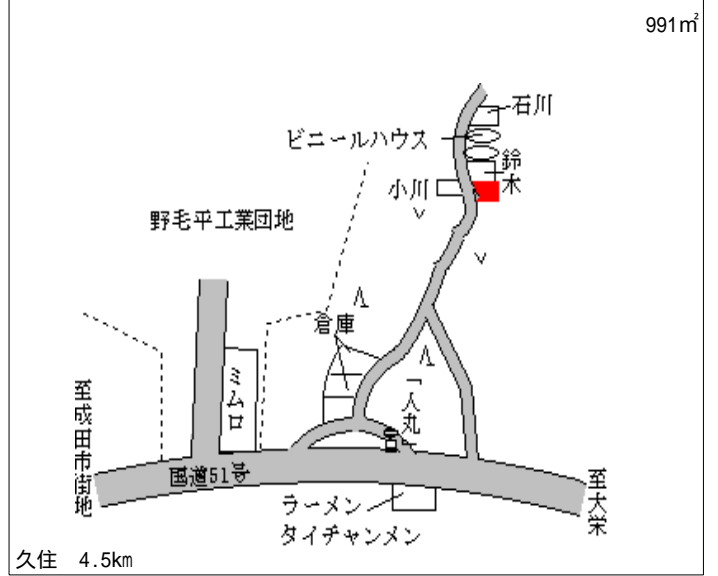 991㎡
石川
ビニールハウス
鈴木
小川
野毛平工業団地
倉庫
ミムロ
「人丸」
至成田市街地
国道51号
至大栄
ラーメン
タイチャンメン
久住 4.5km